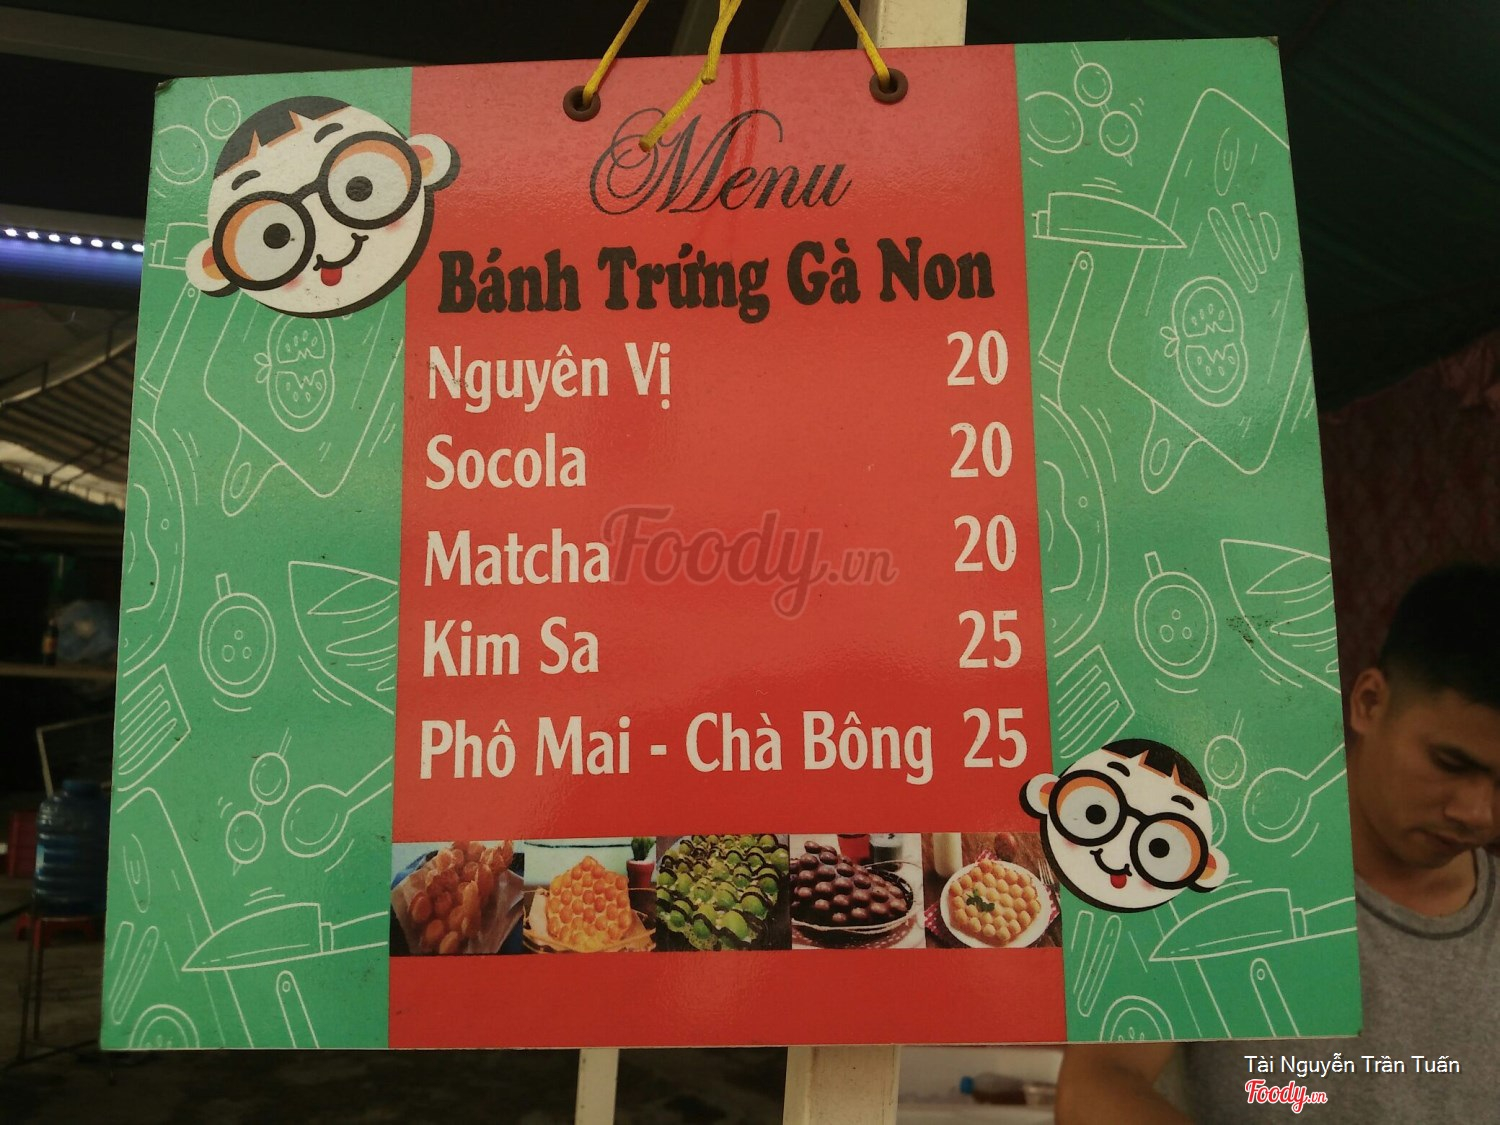 Menu
Bánh Trứng Gà Non
Nguyên Vị 20
Socola 20
Matcha 20
Kim Sa 25
Phô Mai - Chà Bông 25
Foody.vn
Tài Nguyễn Trần Tuấn
Foody.vn